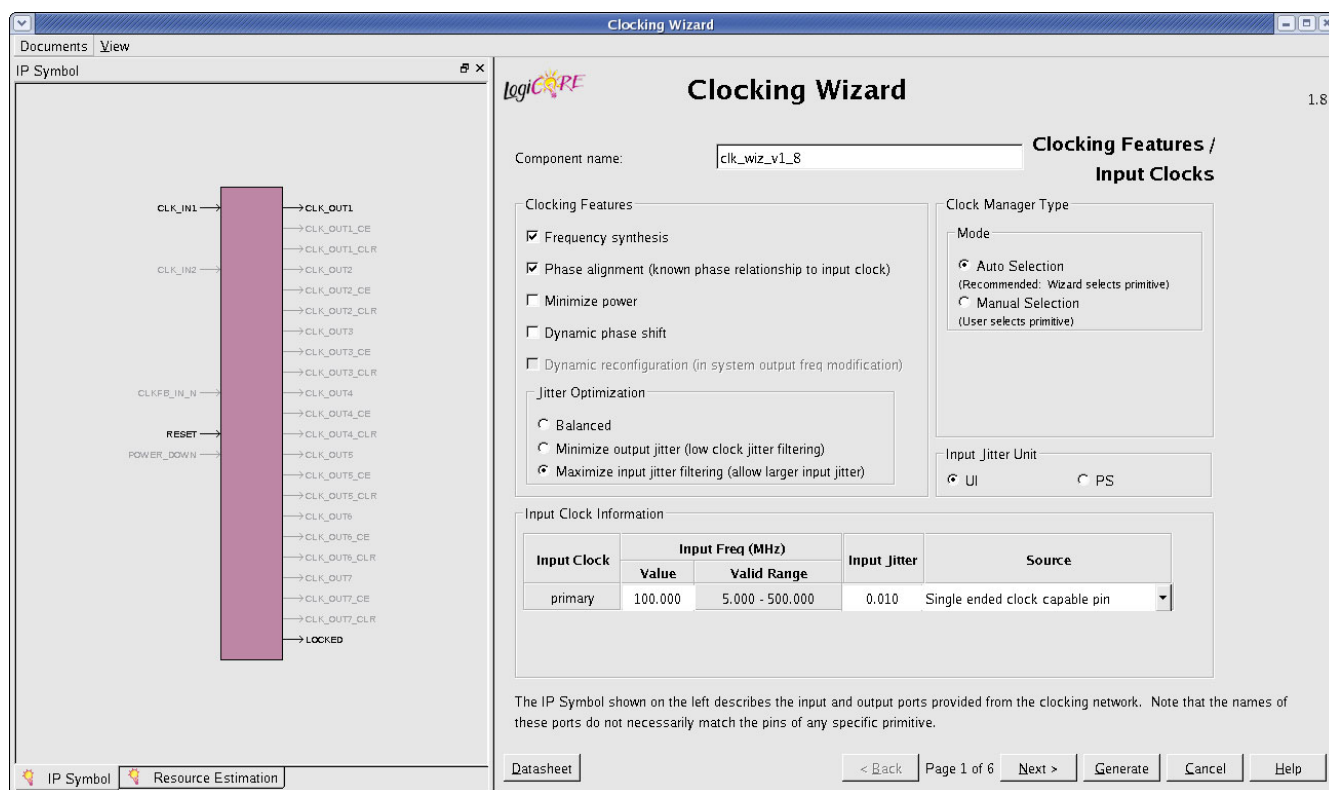 Clocking Wizard
Documents View
IP Symbol
CLK_IN1
CLK_IN2
CLKFB_IN_N
RESET
POWER_DOWN
CLK_OUT1
CLK_OUT1_CE
CLK_OUT1_CLR
CLK_OUT2
CLK_OUT2_CE
CLK_OUT2_CLR
CLK_OUT3
CLK_OUT3_CE
CLK_OUT3_CLR
CLK_OUT4
CLK_OUT4_CE
CLK_OUT4_CLR
CLK_OUT5
CLK_OUT5_CE
CLK_OUT5_CLR
CLK_OUT6
CLK_OUT6_CE
CLK_OUT6_CLR
CLK_OUT7
CLK_OUT7_CE
CLK_OUT7_CLR
LOCKED
IP Symbol
Resource Estimation
LogiCORE
Clocking Wizard
1.8
Component name: clk_wiz_v1_8
Clocking Features /
Input Clocks
Clocking Features
Frequency synthesis
Phase alignment (known phase relationship to input clock)
Minimize power
Dynamic phase shift
Dynamic reconfiguration (in system output freq modification)
Jitter Optimization
Balanced
Minimize output jitter (low clock jitter filtering)
Maximize input jitter filtering (allow larger input jitter)
Clock Manager Type
Mode
Auto Selection
(Recommended: Wizard selects primitive)
Manual Selection
(User selects primitive)
Input Jitter Unit
UI PS
Input Clock Information
Input Clock Input Freq (MHz) Input Jitter Source
Value Valid Range
primary 100.000 5.000 - 500.000 0.010 Single ended clock capable pin
The IP Symbol shown on the left describes the input and output ports provided from the clocking network. Note that the names of
these ports do not necessarily match the pins of any specific primitive.
Datasheet < Back Page 1 of 6 Next > Generate Cancel Help